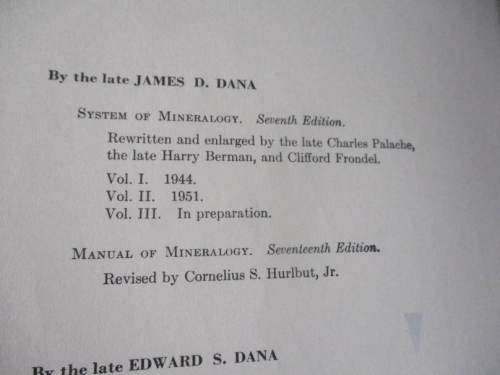 By the late JAMES D. DANA
SYSTEM OF MINERALOGY. Seventh Edition.
Rewritten and enlarged by the late Charles Palache,
the late Harry Berman, and Clifford Frondel.
Vol. I. 1944.
Vol. II. 1951.
Vol. III. In preparation.
MANUAL OF MINERALOGY. Seventeenth Edition.
Revised by Cornelius S. Hurlbut, Jr.
By the late EDWARD S. DANA